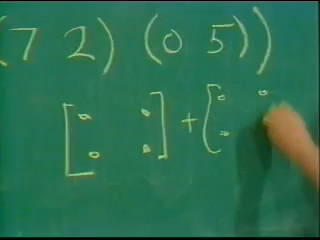 (7 2) (0 5))
[o o] + [o o
o o o